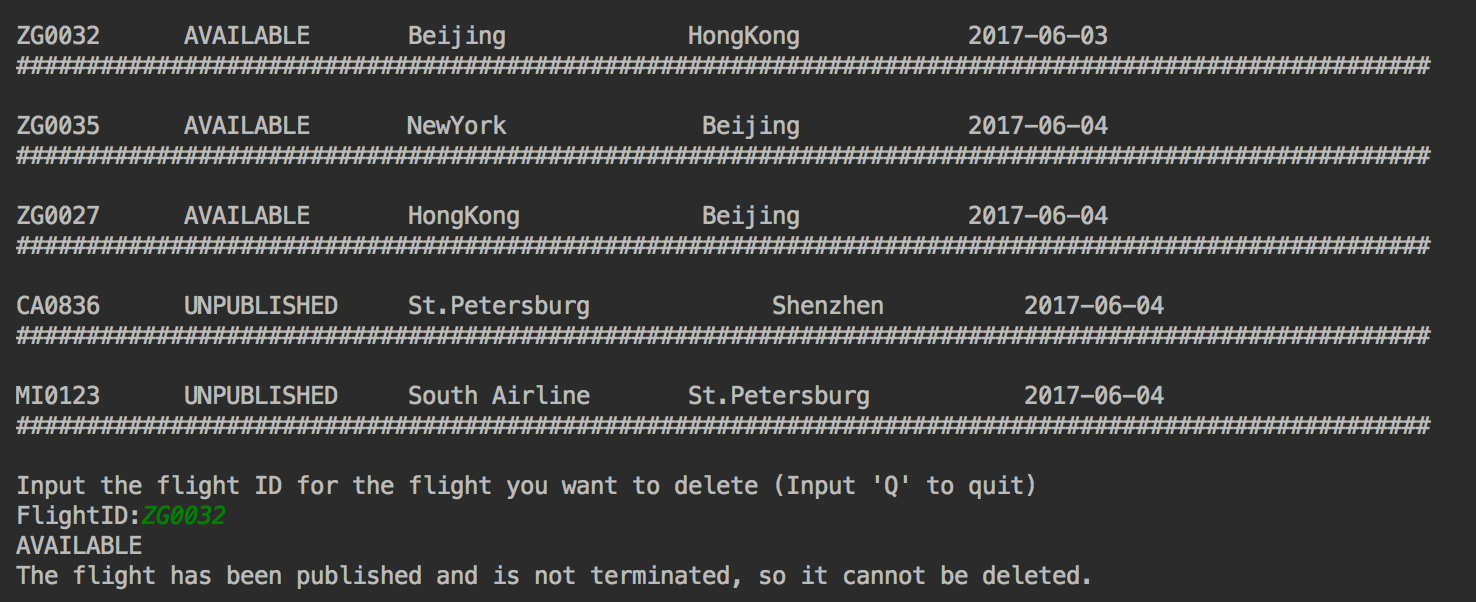 ZG0032      AVAILABLE       Beijing             HongKong            2017-06-03
#####################################################################################################
ZG0035      AVAILABLE       NewYork              Beijing            2017-06-04
#####################################################################################################
ZG0027      AVAILABLE       HongKong             Beijing            2017-06-04
#####################################################################################################
CA0836      UNPUBLISHED     St.Petersburg             Shenzhen          2017-06-04
#####################################################################################################
MI0123      UNPUBLISHED     South Airline       St.Petersburg           2017-06-04
#####################################################################################################
Input the flight ID for the flight you want to delete (Input 'Q' to quit)
FlightID:ZG0032
AVAILABLE
The flight has been published and is not terminated, so it cannot be deleted.